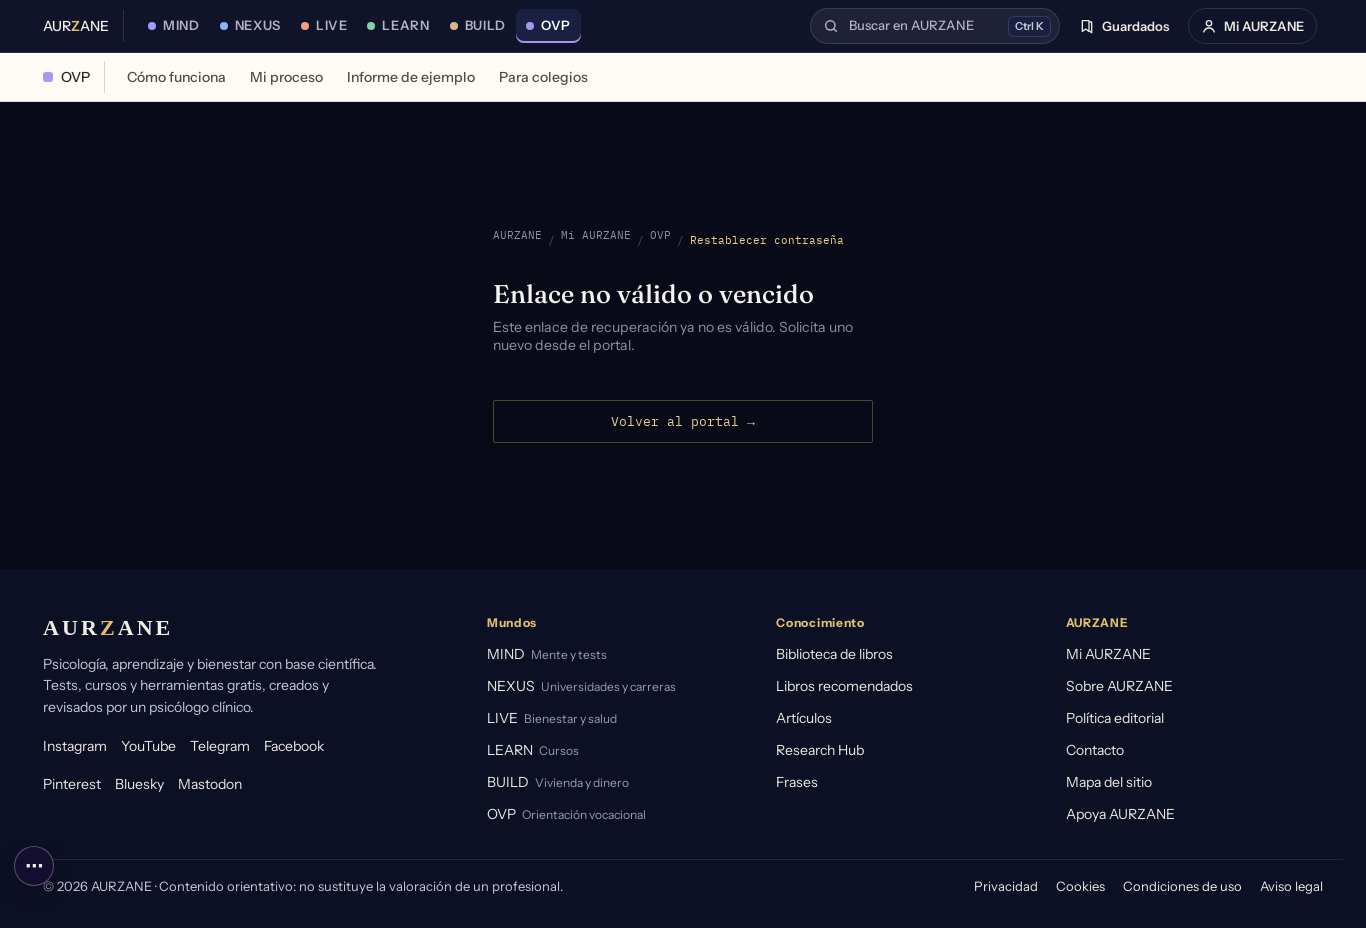 AURZANE MIND NEXUS LIVE LEARN BUILD OVP Buscar en AURZANE Ctrl K Guardados Mi AURZANE
OVP Cómo funciona Mi proceso Informe de ejemplo Para colegios
AURZANE / Mi AURZANE / OVP / Restablecer contraseña
Enlace no válido o vencido
Este enlace de recuperación ya no es válido. Solicita uno
nuevo desde el portal.
Volver al portal →
AURZANE
Psicología, aprendizaje y bienestar con base científica.
Tests, cursos y herramientas gratis, creados y
revisados por un psicólogo clínico.
Instagram YouTube Telegram Facebook
Pinterest Bluesky Mastodon
Mundos
MIND Mente y tests
NEXUS Universidades y carreras
LIVE Bienestar y salud
LEARN Cursos
BUILD Vivienda y dinero
OVP Orientación vocacional
Conocimiento
Biblioteca de libros
Libros recomendados
Artículos
Research Hub
Frases
AURZANE
Mi AURZANE
Sobre AURZANE
Política editorial
Contacto
Mapa del sitio
Apoya AURZANE
© 2026 AURZANE · Contenido orientativo: no sustituye la valoración de un profesional.
Privacidad Cookies Condiciones de uso Aviso legal